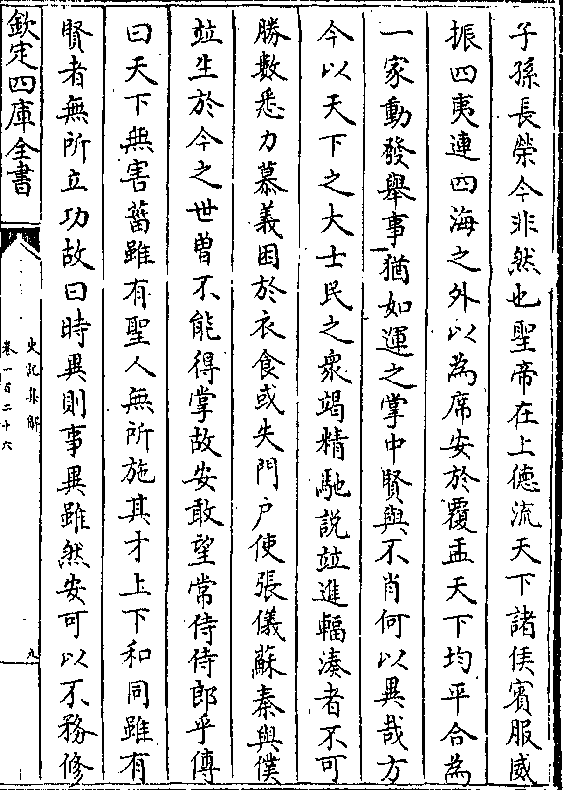 子孫長榮今非然也聖帝在上德流天下諸侯賓服威
振四夷連四海之外以為席安於覆盂天下均平合為
一家動發舉事猶如運之掌中賢與不肖何以異哉方
今以天下之大士民之衆竭精馳說竝進輻湊者不可
勝數悉力慕義困於衣食或失門户使張儀蘇秦與僕
竝生於今之世曽不能得掌故安敢望常侍侍郎乎傳
曰天下無害菑雖有聖人無所施其才上下和同雖有
賢者無所立功故曰時異則事異雖然安可以不務修
欽定四庫全書
史記集解
卷一百二十六
九